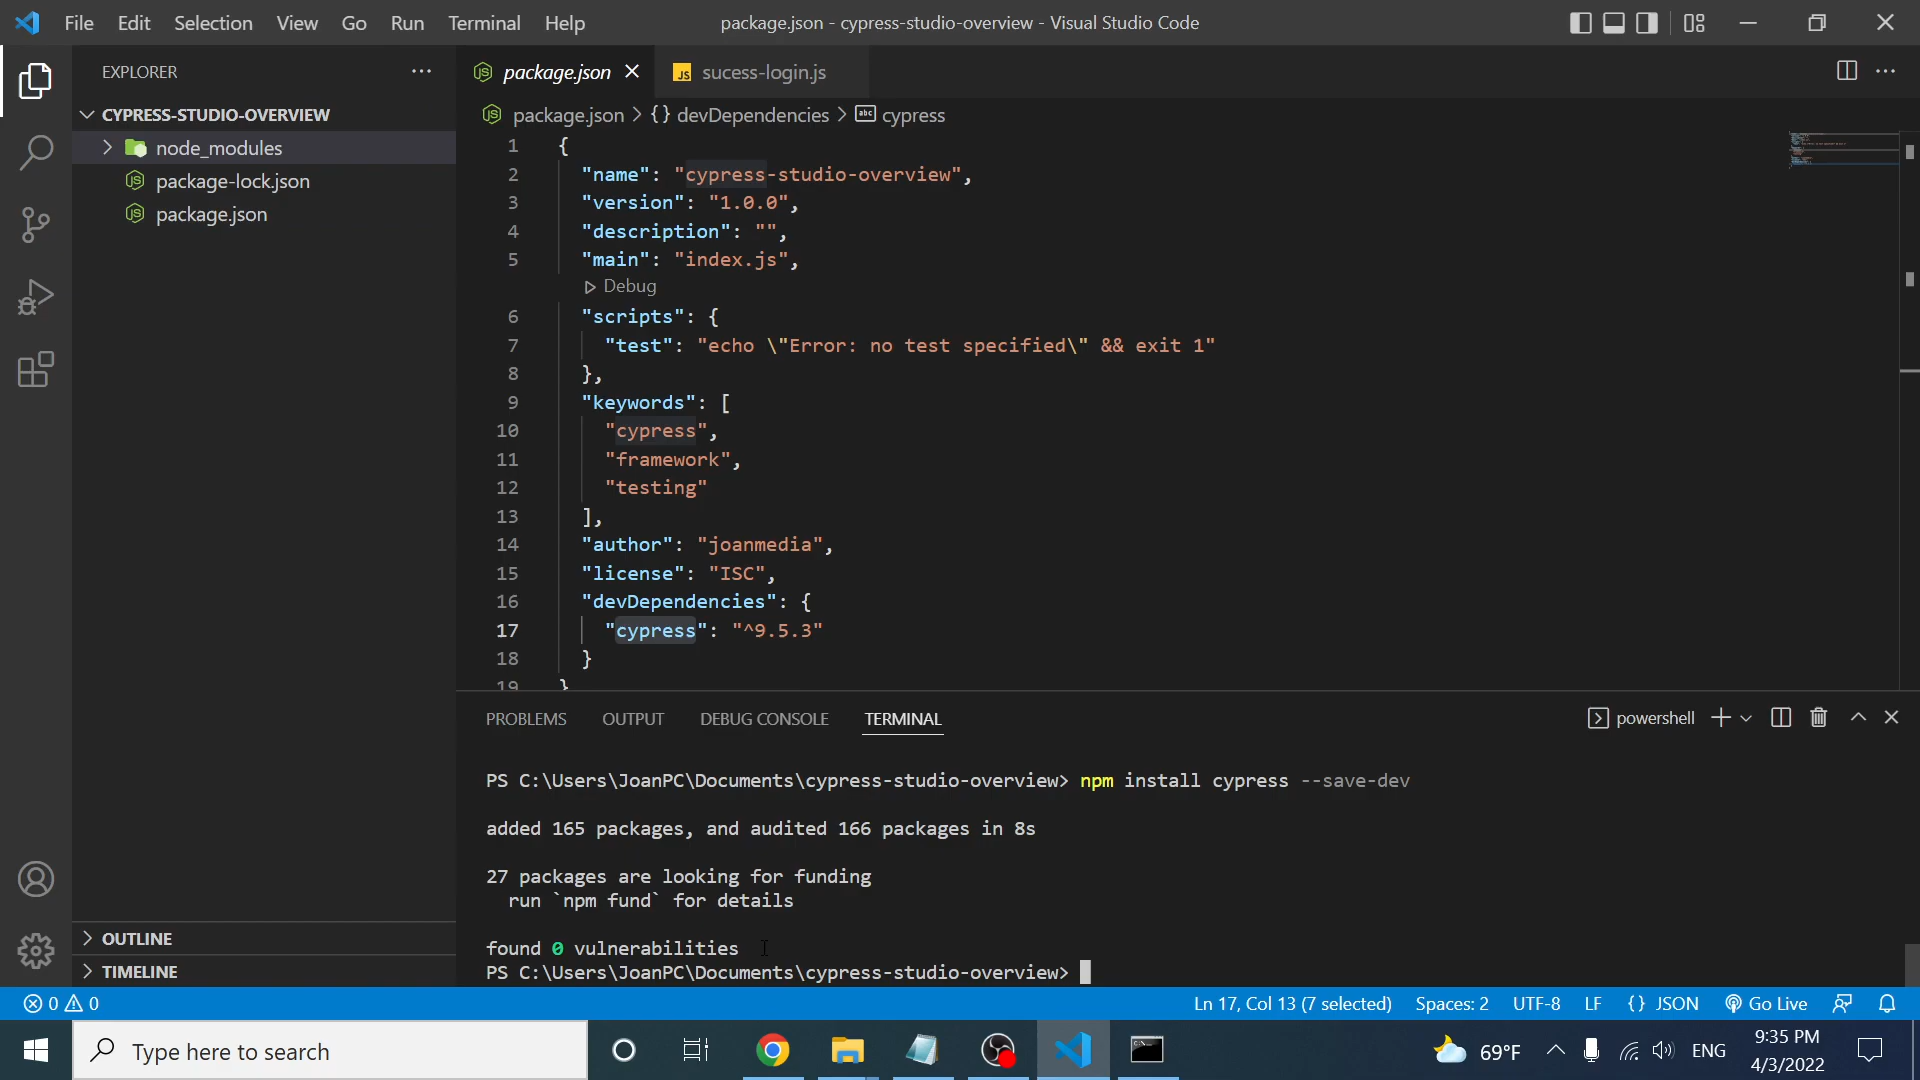 File Edit Selection View Go Run Terminal Help
package.json - cypress-studio-overview - Visual Studio Code
EXPLORER
CYPRESS-STUDIO-OVERVIEW
node_modules
package-lock.json
package.json
OUTLINE
TIMELINE
package.json
JS sucess-login.js
package.json > {} devDependencies > abc cypress
1 {
2 "name": "cypress-studio-overview",
3 "version": "1.0.0",
4 "description": "",
5 "main": "index.js",
Debug
6 "scripts": {
7 "test": "echo \"Error: no test specified\" && exit 1"
8 },
9 "keywords": [
10 "cypress",
11 "framework",
12 "testing"
13 ],
14 "author": "joanmedia",
15 "license": "ISC",
16 "devDependencies": {
17 "cypress": "^9.5.3"
18 }
19 }
PROBLEMS OUTPUT DEBUG CONSOLE TERMINAL
powershell
PS C:\Users\JoanPC\Documents\cypress-studio-overview> npm install cypress --save-dev
added 165 packages, and audited 166 packages in 8s
27 packages are looking for funding
run `npm fund` for details
found 0 vulnerabilities
PS C:\Users\JoanPC\Documents\cypress-studio-overview>
0 0
Ln 17, Col 13 (7 selected) Spaces: 2 UTF-8 LF {} JSON Go Live
Type here to search
69°F
ENG
9:35 PM
4/3/2022